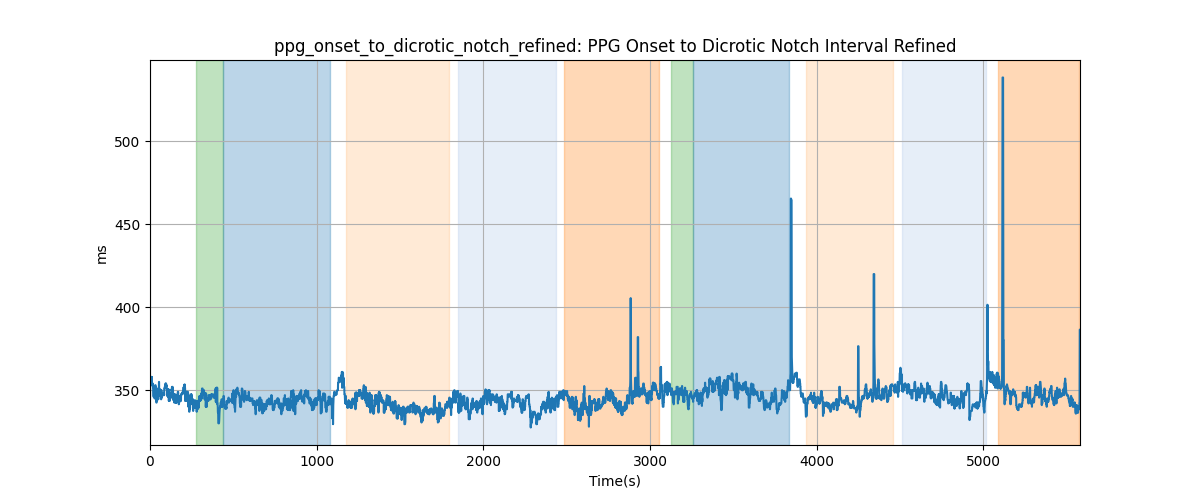 ppg_onset_to_dicrotic_notch_refined: PPG Onset to Dicrotic Notch Interval Refined
ms
500
450
400
350
0 1000 2000 3000 4000 5000
Time(s)